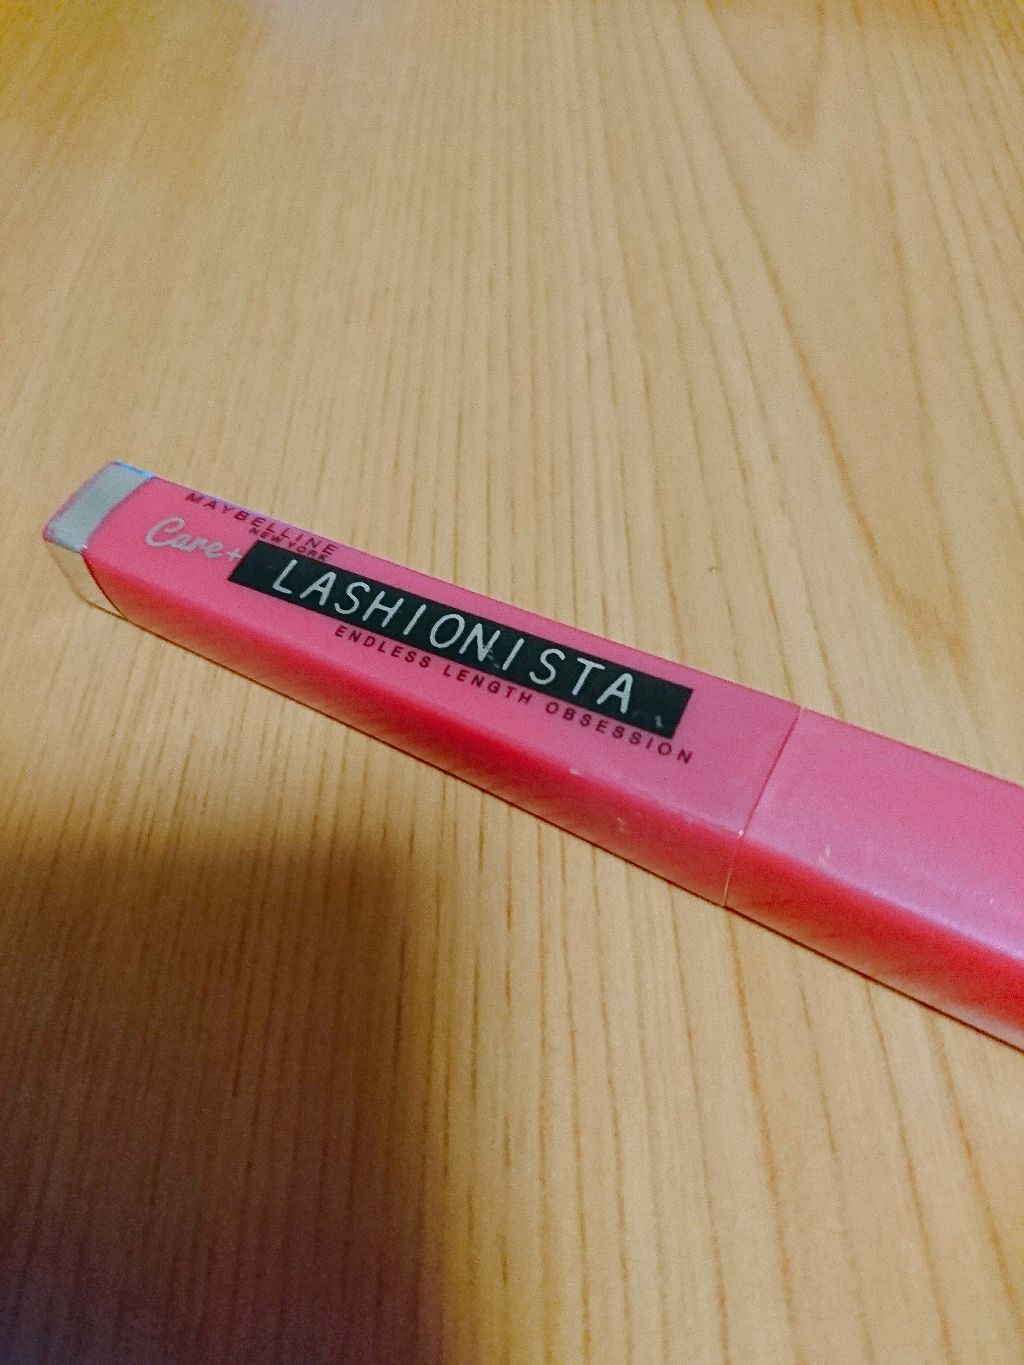 MAYBELLINE
NEW YORK
Care+
LASHIONISTA
ENDLESS LENGTH OBSESSION